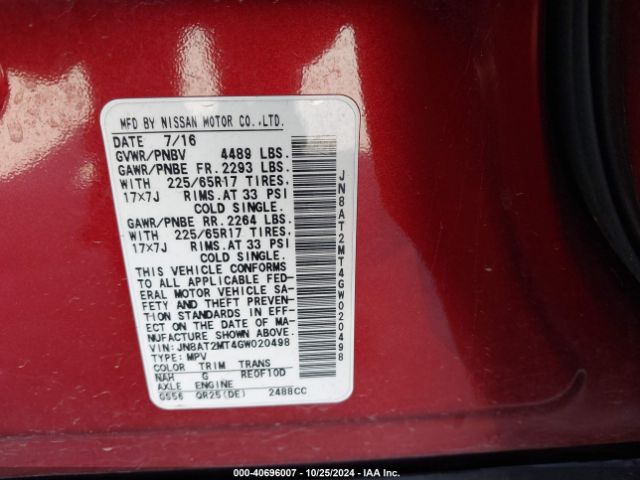 MFD BY NISSAN MOTOR CO.,LTD.
DATE 7/16
GVWR/PNBV 4489 LBS.
GAWR/PNBE FR. 2293 LBS.
WITH 225/65R17 TIRES,
17X7J RIMS.AT 33 PSI
COLD SINGLE.
GAWR/PNBE RR. 2264 LBS.
WITH 225/65R17 TIRES,
17X7J RIMS.AT 33 PSI
COLD SINGLE.
THIS VEHICLE CONFORMS
TO ALL APPLICABLE FED-
ERAL MOTOR VEHICLE SA-
FETY AND THEFT PREVEN-
TION STANDARDS IN EFF-
ECT ON THE DATE OF MA-
NUFACTURE SHOWN ABOVE.
VIN: JN8AT2MT4GW020498
TYPE: MPV
COLOR TRIM TRANS
NAH G RE0F10D
AXLE ENGINE
GS56 QR25(DE) 2488CC
JN8AT2MT4GW020498
000-40696007 - 10/25/2024 - IAA Inc.